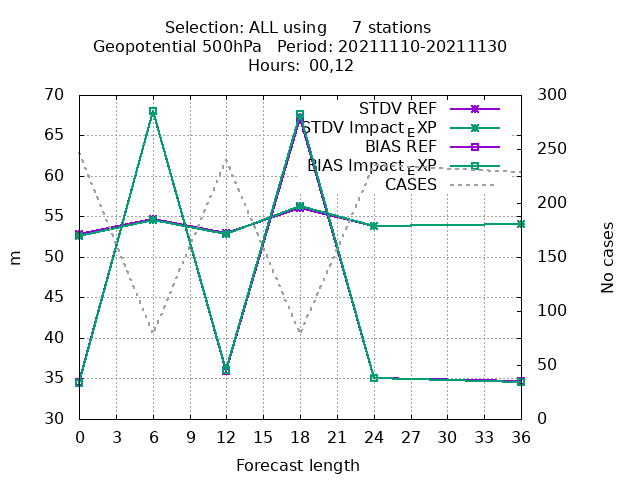 Selection: ALL using     7 stations
Geopotential 500hPa   Period: 20211110-20211130
Hours: 00,12
70
65
60
55
50
45
40
35
30
m
300
250
200
150
100
50
0
No cases
STDV REF
STDV Impact_EXP
BIAS REF
BIAS Impact_EXP
CASES
0 3 6 9 12 15 18 21 24 27 30 33 36
Forecast length